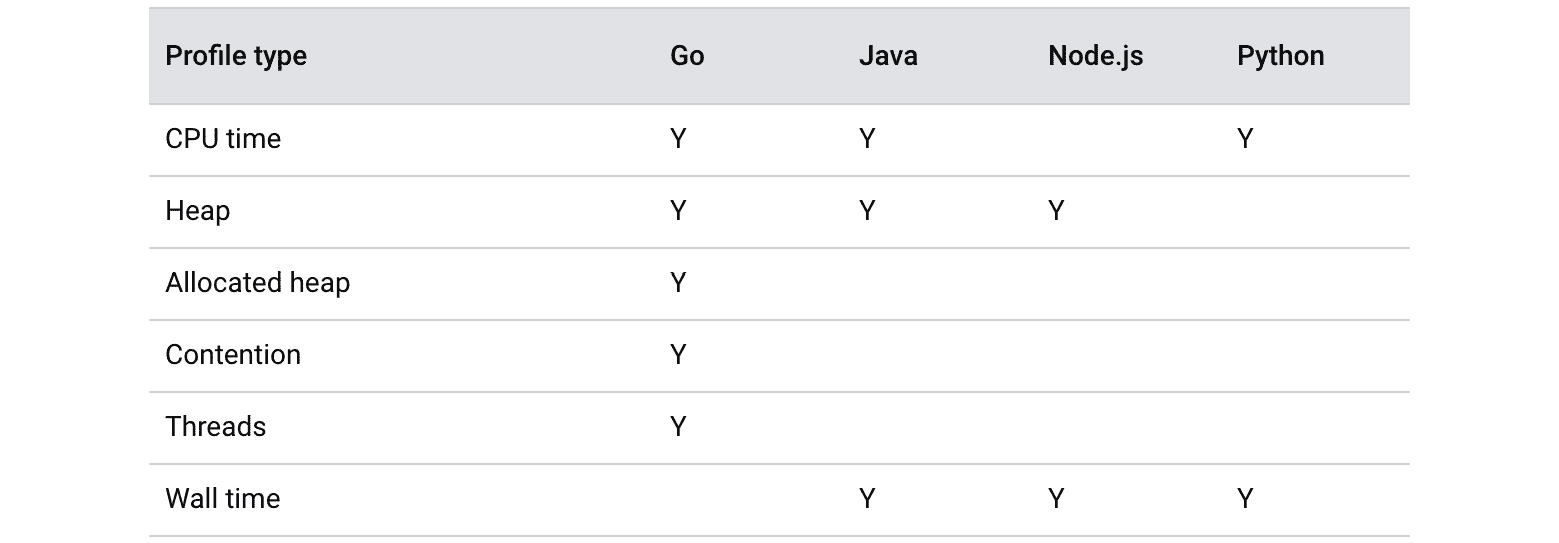 Profile type Go Java Node.js Python
CPU time Y Y Y
Heap Y Y Y
Allocated heap Y
Contention Y
Threads Y
Wall time Y Y Y